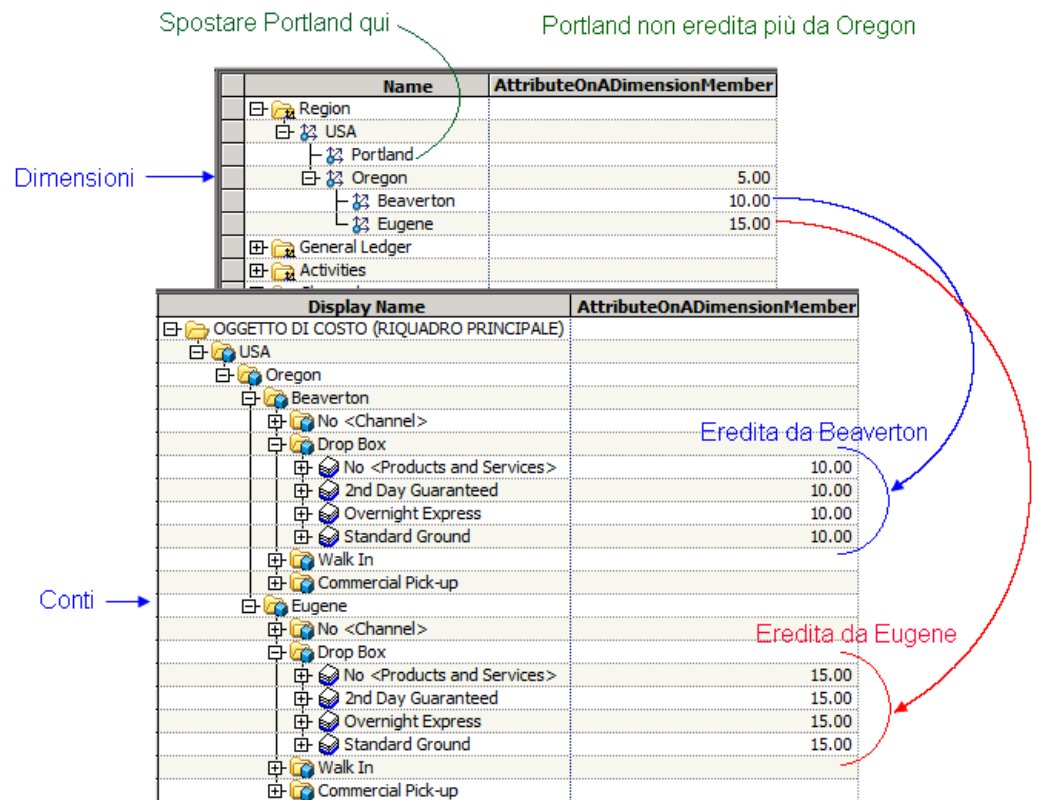 Spostare Portland qui
Portland non eredita più da Oregon
Name AttributeOnADimensionMember
Region
USA
Portland
Dimensioni
Oregon 5.00
Beaverton 10.00
Eugene 15.00
General Ledger
Activities
Display Name AttributeOnADimensionMember
OGGETTO DI COSTO (RIQUADRO PRINCIPALE)
USA
Oregon
Beaverton
No <Channel>
Eredita da Beaverton
Drop Box
No <Products and Services> 10.00
2nd Day Guaranteed 10.00
Overnight Express 10.00
Standard Ground 10.00
Walk In
Commercial Pick-up
Conti
Eugene
No <Channel>
Eredita da Eugene
Drop Box
No <Products and Services> 15.00
2nd Day Guaranteed 15.00
Overnight Express 15.00
Standard Ground 15.00
Walk In
Commercial Pick-up